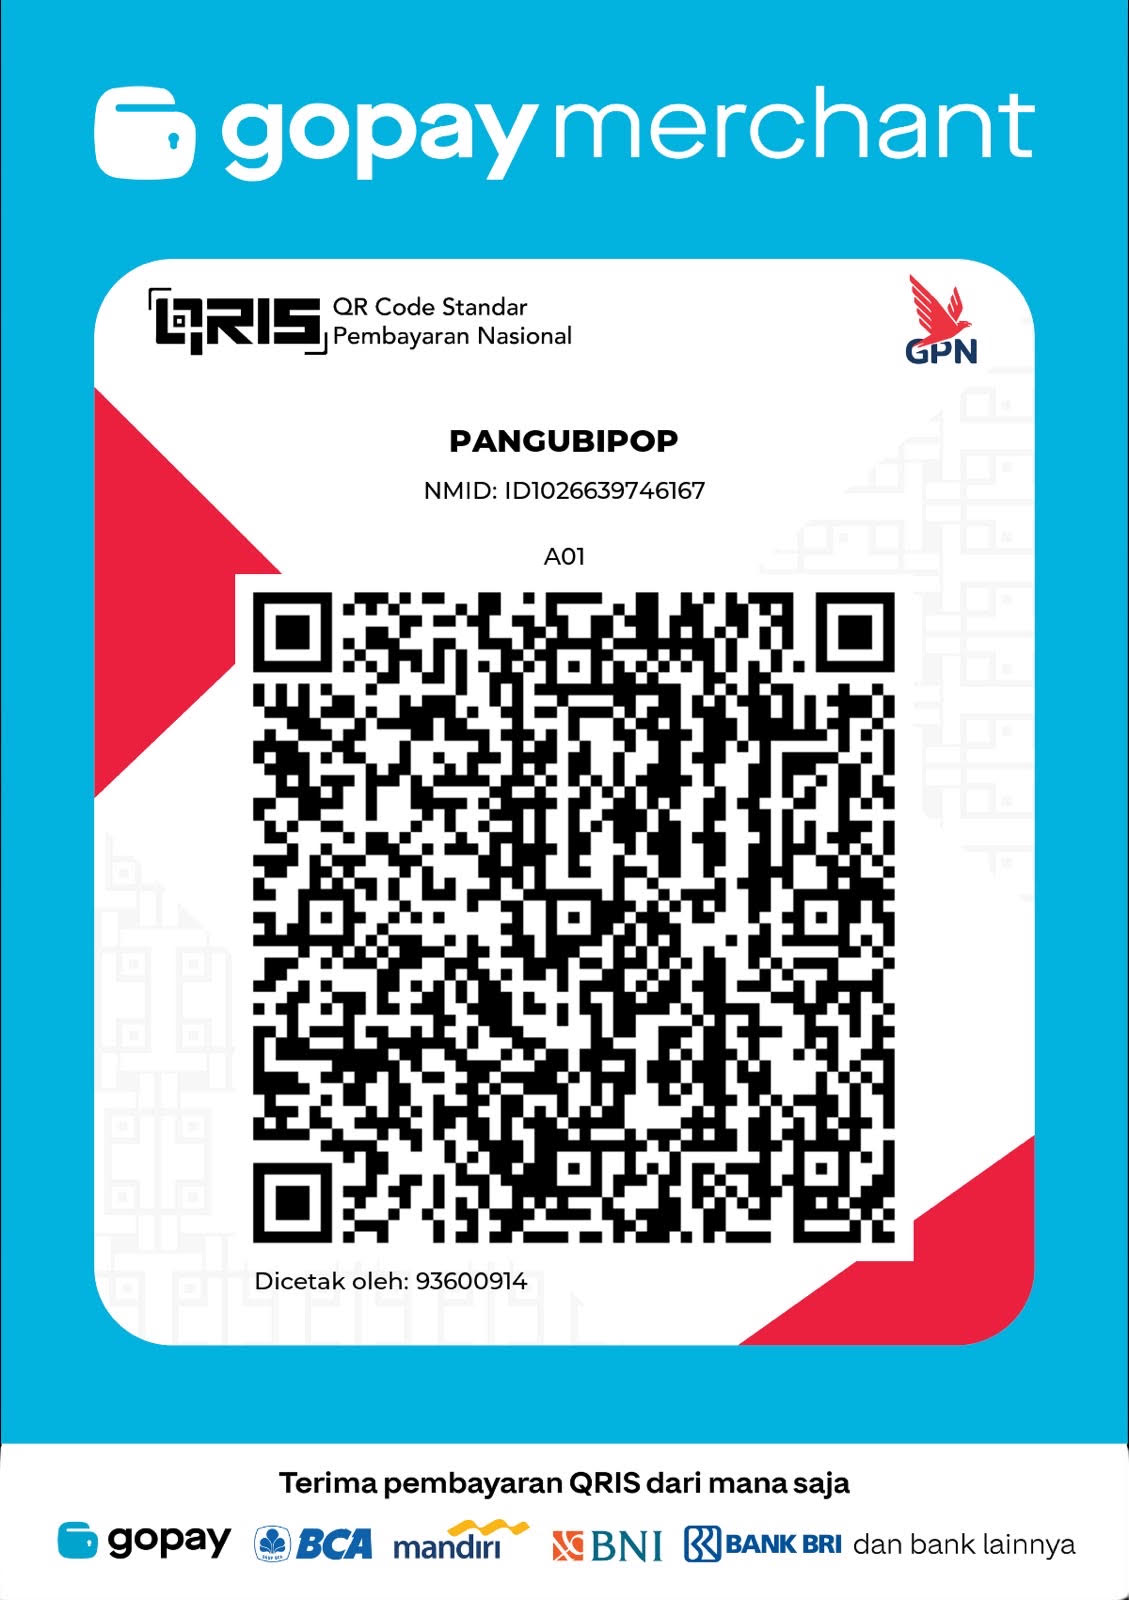 gopay merchant
QRIS QR Code Standar
Pembayaran Nasional
GPN
PANGUBIPOP
NMID: ID1026639746167
A01
Dicetak oleh: 93600914
Terima pembayaran QRIS dari mana saja
gopay BCA mandiri BNI BANK BRI dan bank lainnya